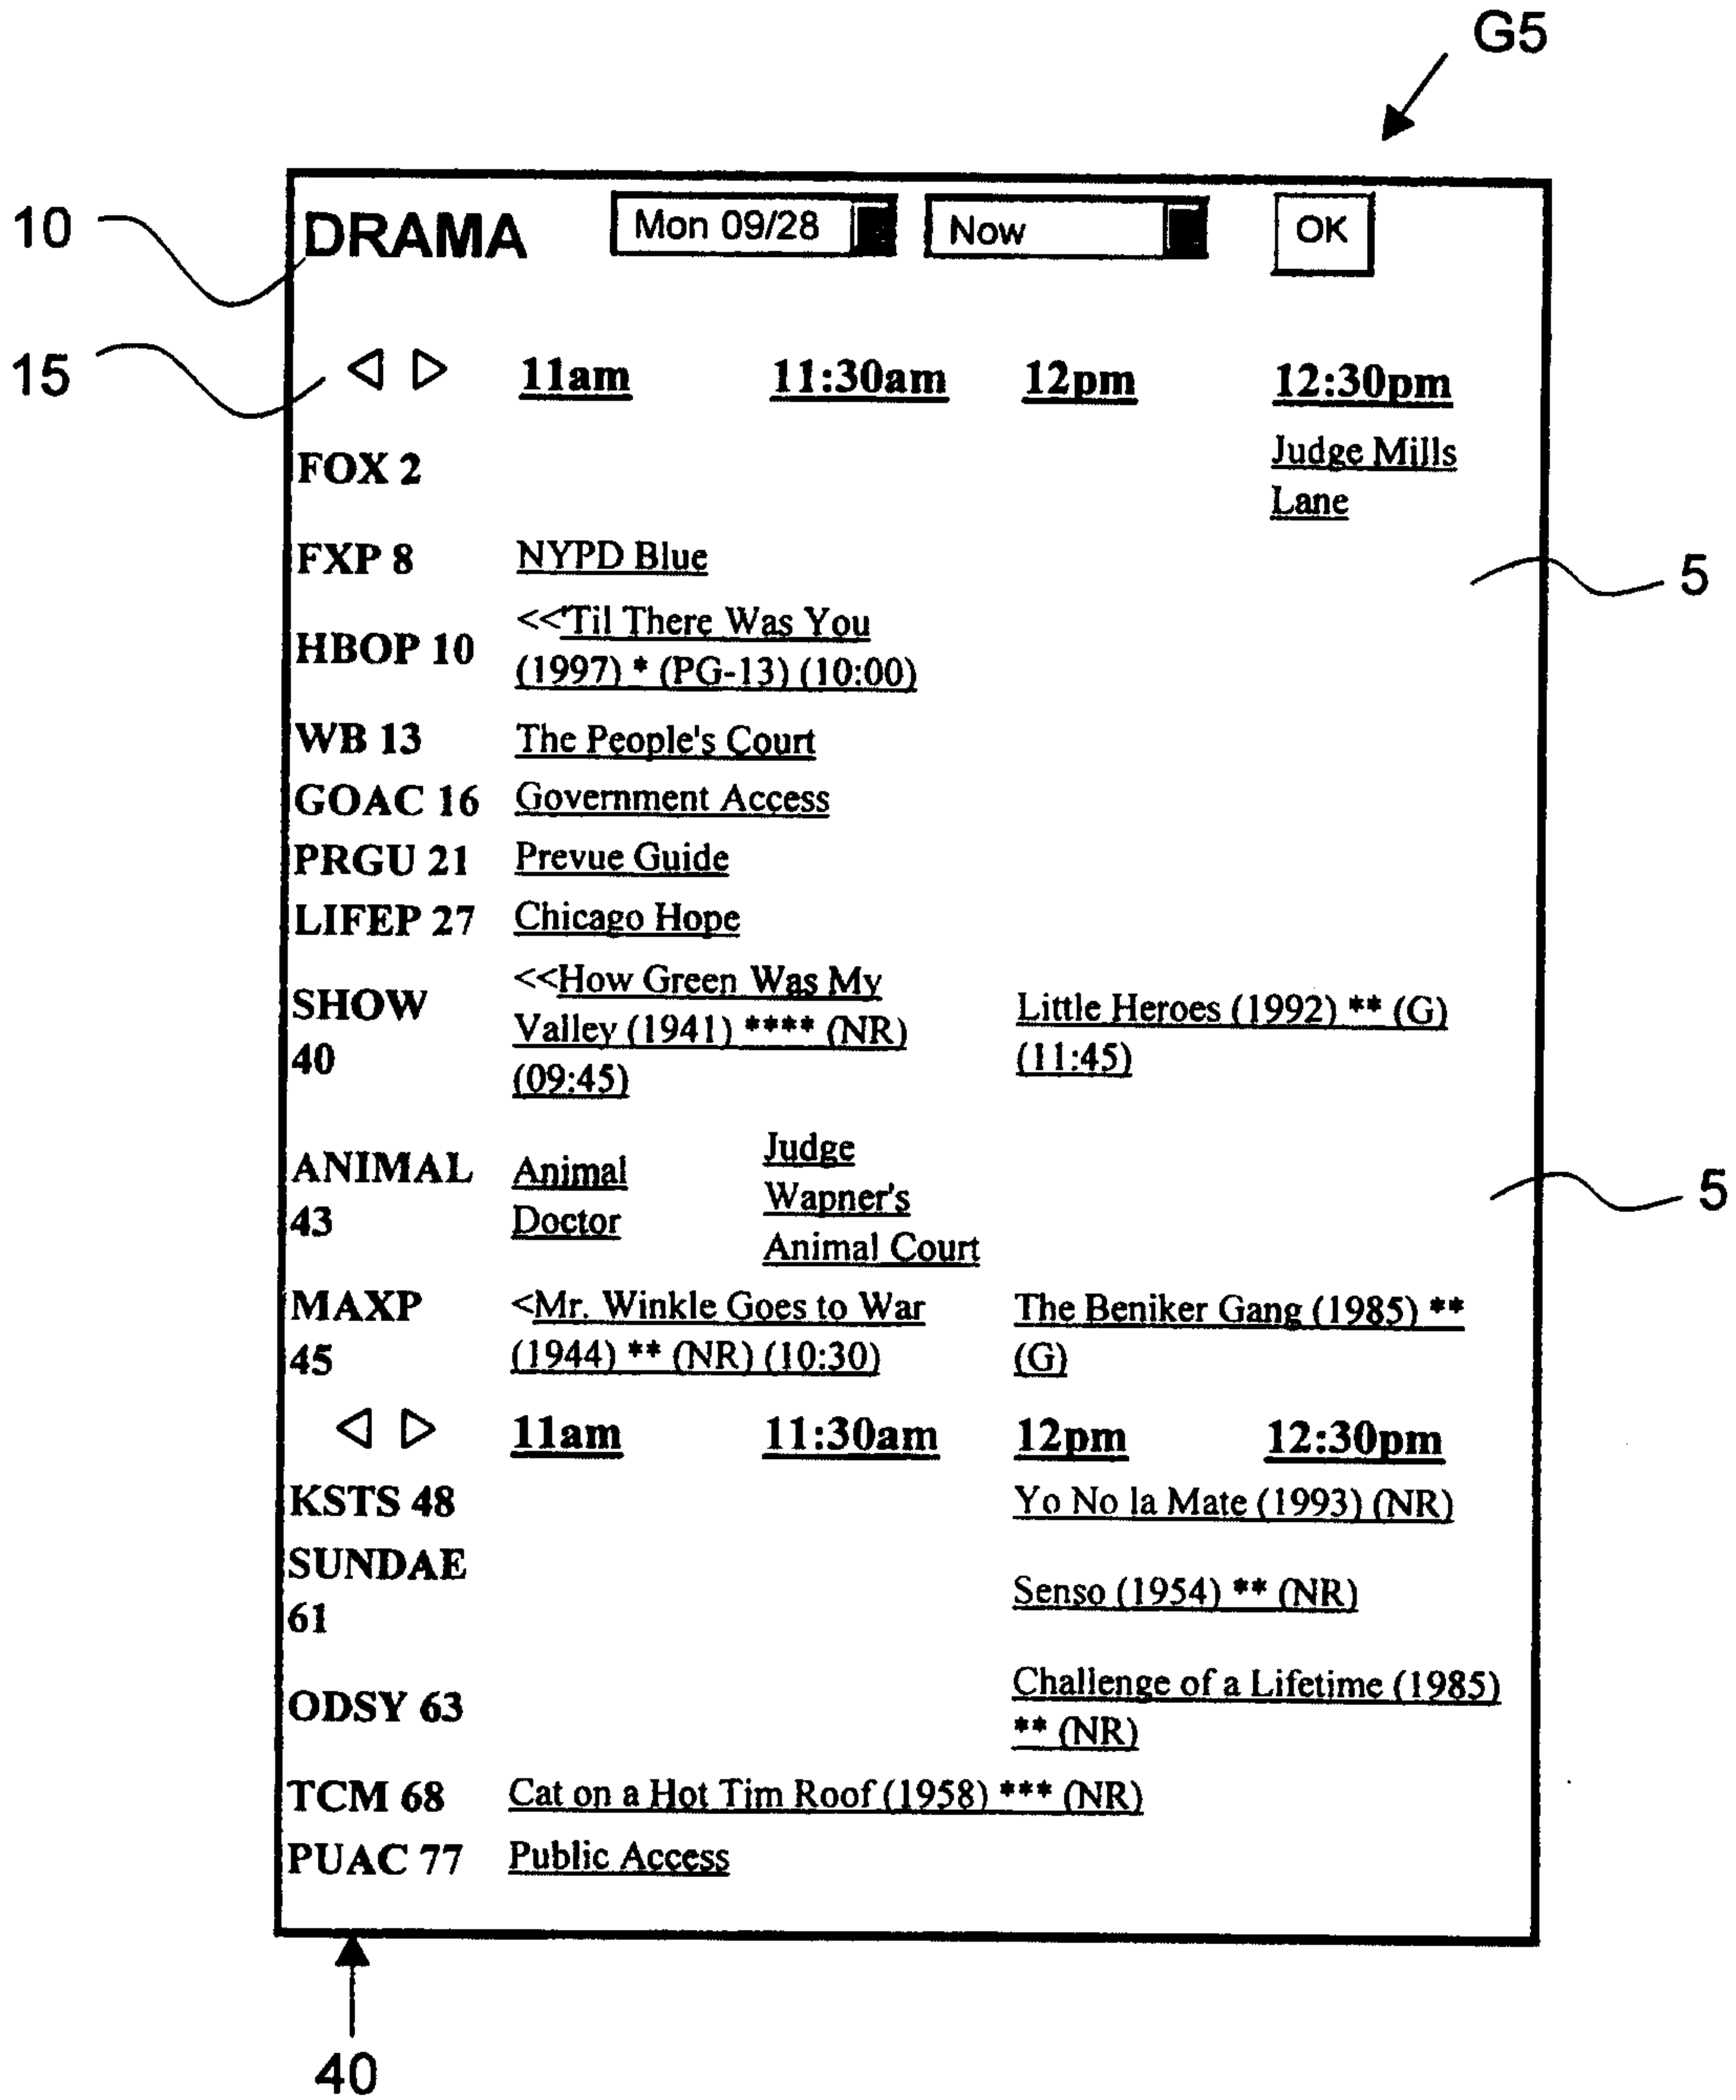 G5
10
DRAMA Mon 09/28 Now OK
15
◁ ▷ 11am 11:30am 12pm 12:30pm
FOX 2 Judge Mills
Lane
FXP 8 NYPD Blue
5
<<'Til There Was You
HBOP 10
(1997) * (PG-13) (10:00)
WB 13 The People's Court
GOAC 16 Government Access
PRGU 21 Prevue Guide
LIFEP 27 Chicago Hope
<<How Green Was My
SHOW Valley (1941) **** (NR) Little Heroes (1992) ** (G)
40 (09:45) (11:45)
ANIMAL Animal Judge
43 Doctor Wapner's
Animal Court
5
MAXP <Mr. Winkle Goes to War The Beniker Gang (1985) **
45 (1944) ** (NR) (10:30) (G)
◁ ▷ 11am 11:30am 12pm 12:30pm
KSTS 48 Yo No la Mate (1993) (NR)
SUNDAE
61 Senso (1954) ** (NR)
ODSY 63 Challenge of a Lifetime (1985)
** (NR)
TCM 68 Cat on a Hot Tim Roof (1958) *** (NR)
PUAC 77 Public Access
40